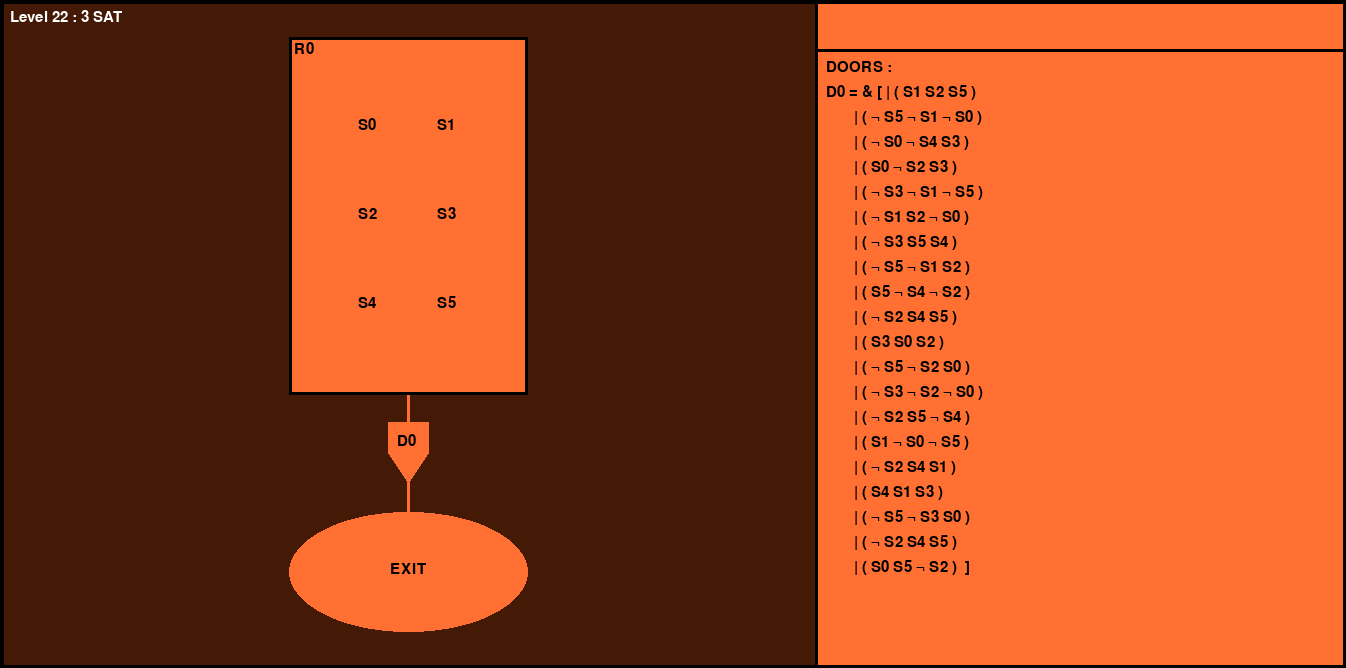 Level 22 : 3 SAT
R0
S0 S1
S2 S3
S4 S5
D0
EXIT
DOORS :
D0 = & [ | ( S1 S2 S5 )
| ( ¬ S5 ¬ S1 ¬ S0 )
| ( ¬ S0 ¬ S4 S3 )
| ( S0 ¬ S2 S3 )
| ( ¬ S3 ¬ S1 ¬ S5 )
| ( ¬ S1 S2 ¬ S0 )
| ( ¬ S3 S5 S4 )
| ( ¬ S5 ¬ S1 S2 )
| ( S5 ¬ S4 ¬ S2 )
| ( ¬ S2 S4 S5 )
| ( S3 S0 S2 )
| ( ¬ S5 ¬ S2 S0 )
| ( ¬ S3 ¬ S2 ¬ S0 )
| ( ¬ S2 S5 ¬ S4 )
| ( S1 ¬ S0 ¬ S5 )
| ( ¬ S2 S4 S1 )
| ( S4 S1 S3 )
| ( ¬ S5 ¬ S3 S0 )
| ( ¬ S2 S4 S5 )
| ( S0 S5 ¬ S2 ) ]